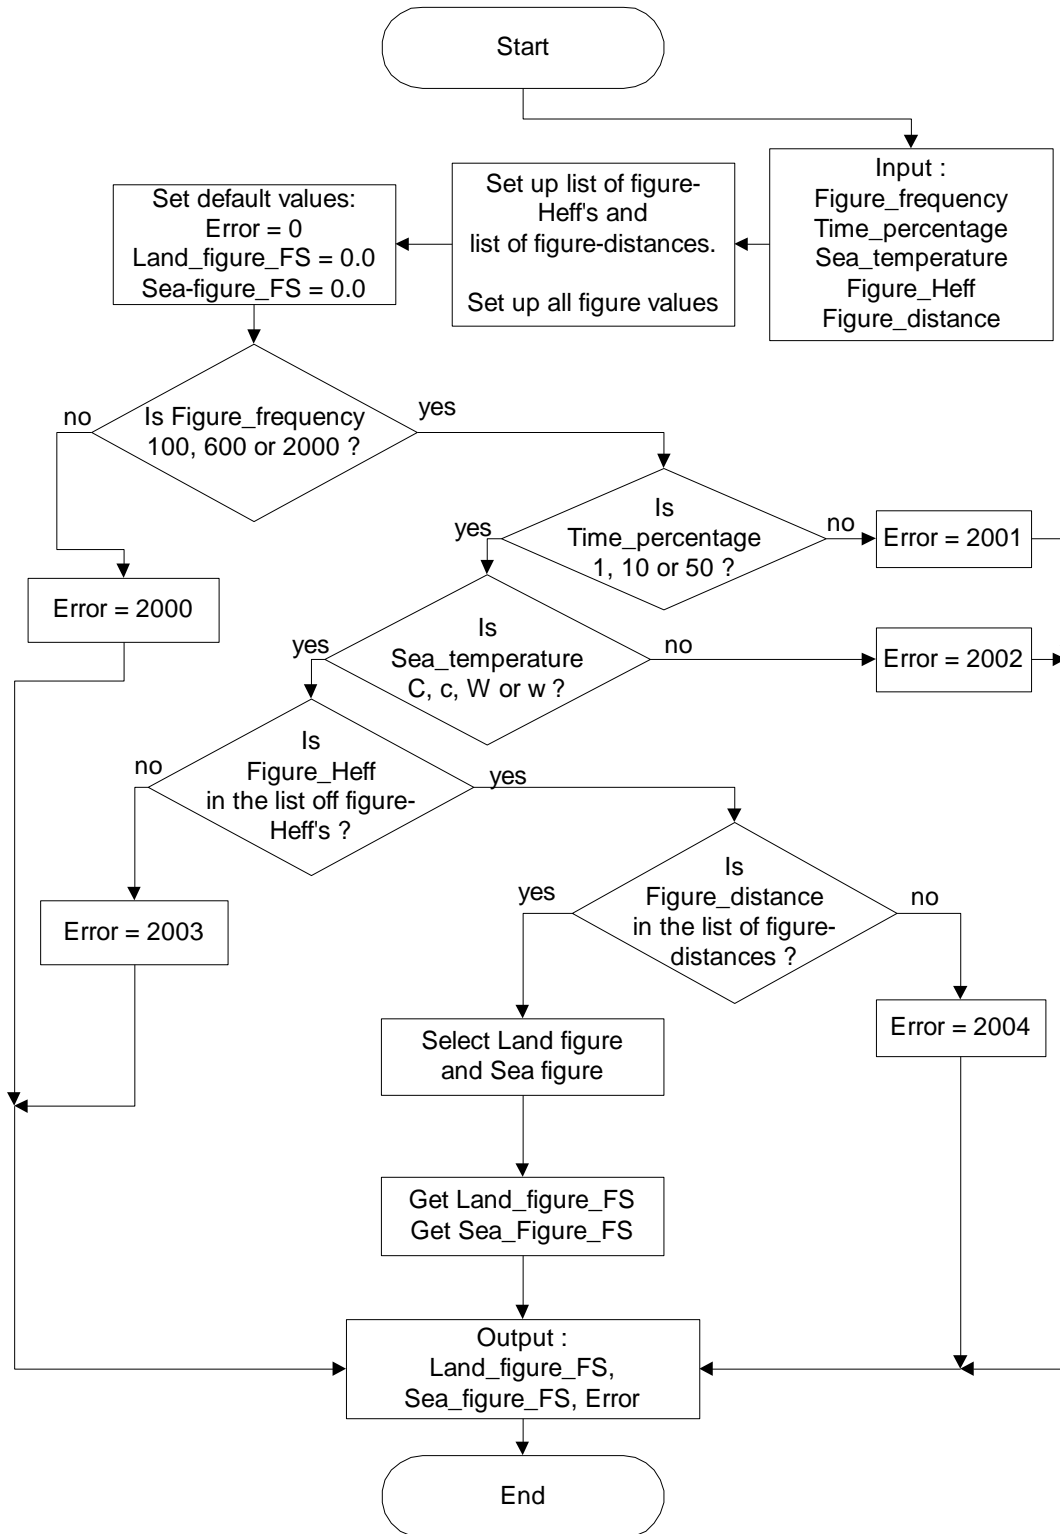 Start
Input :
Figure_frequency
Time_percentage
Sea_temperature
Figure_Heff
Figure_distance
Set up list of figure-
Heff's and
list of figure-distances.
Set up all figure values
Set default values:
Error = 0
Land_figure_FS = 0.0
Sea-figure_FS = 0.0
Is Figure_frequency
100, 600 or 2000 ?
no
yes
Error = 2000
Is
Time_percentage
1, 10 or 50 ?
yes
no
Error = 2001
Is
Sea_temperature
C, c, W or w ?
yes
no
Error = 2002
Is
Figure_Heff
in the list off figure-
Heff's ?
no
yes
Error = 2003
Is
Figure_distance
in the list of figure-
distances ?
yes
no
Error = 2004
Select Land figure
and Sea figure
Get Land_figure_FS
Get Sea_Figure_FS
Output :
Land_figure_FS,
Sea_figure_FS, Error
End